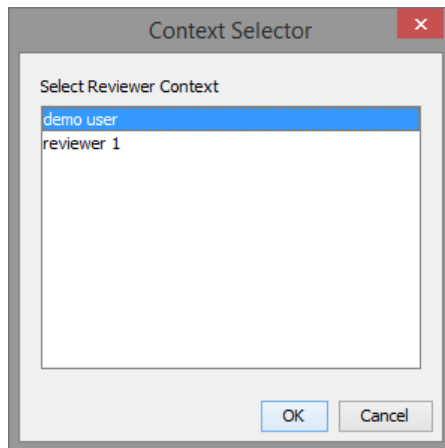 Context Selector
Select Reviewer Context
demo user
reviewer 1
OK Cancel